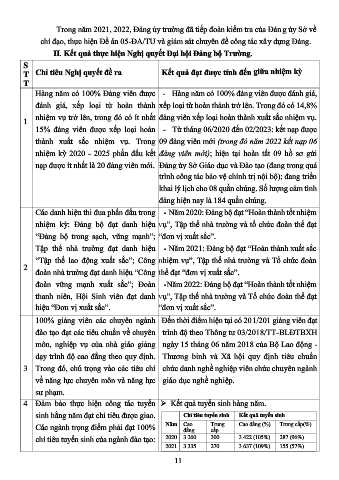 Trong năm 2021, 2022, Đảng ủy trường đã tiếp đoàn kiểm tra của Đảng ủy Sở về
chỉ đạo, thực hiện Đề án 05-ĐA/TU và giám sát chuyên đề công tác xây dựng Đảng.
II. Kết quả thực hiện Nghị quyết Đại hội Đảng bộ Trường.
S
T
T
Chỉ tiêu Nghị quyết đề ra
Kết quả đạt được tính đến giữa nhiệm kỳ
1
Hàng năm có 100% Đảng viên được
đánh giá, xếp loại từ hoàn thành
nhiệm vụ trở lên, trong đó có ít nhất
15% đảng viên được xếp loại hoàn
thành xuất sắc nhiệm vụ. Trong
nhiệm kỳ 2020 – 2025 phấn đấu kết
nạp được ít nhất là 20 đảng viên mới.
- Hàng năm có 100% đảng viên được đánh giá,
xếp loại từ hoàn thành trở lên. Trong đó có 14,8%
đảng viên xếp loại hoàn thành xuất sắc nhiệm vụ.
- Từ tháng 06/2020 đến 02/2023: kết nạp được
09 đảng viên mới (trong đó năm 2022 kết nạp 06
đảng viên mới); hiện tại hoàn tất 09 hồ sơ gửi
Đảng ủy Sở Giáo dục và Đào tạo (đang trong quá
trình công tác bảo vệ chính trị nội bộ); đang triển
khai lý lịch cho 08 quần chúng. Số lượng cảm tình
đảng hiện nay là 184 quần chúng.
2
Các danh hiệu thi đua phấn đấu trong
nhiệm kỳ: Đảng bộ đạt danh hiệu
“Đảng bộ trong sạch, vững mạnh”;
Tập thể nhà trường đạt danh hiệu
“Tập thể lao động xuất sắc”; Công
đoàn nhà trường đạt danh hiệu “Công
đoàn vững mạnh xuất sắc”; Đoàn
thanh niên, Hội Sinh viên đạt danh
hiệu “Đơn vị xuất sắc”.
- Năm 2020: Đảng bộ đạt “Hoàn thành tốt nhiệm
vụ”, Tập thể nhà trường và tổ chức đoàn thể đạt
“đơn vị xuất sắc”.
- Năm 2021: Đảng bộ đạt “Hoàn thành xuất sắc
nhiệm vụ”, Tập thể nhà trường và Tổ chức đoàn
thể đạt “đơn vị xuất sắc”.
-Năm 2022: Đảng bộ đạt “Hoàn thành tốt nhiệm
vụ”, Tập thể nhà trường và Tổ chức đoàn thể đạt
“đơn vị xuất sắc”.
3
100% giảng viên các chuyên ngành
đào tạo đạt các tiêu chuẩn về chuyên
môn, nghiệp vụ của nhà giáo giảng
dạy trình độ cao đẳng theo quy định.
Trong đó, chú trọng vào các tiêu chí
về năng lực chuyên môn và năng lực
sư phạm.
Đến thời điểm hiện tại có 201/201 giảng viên đạt
trình độ theo Thông tư 03/2018/TT-BLĐTBXH
ngày 15 tháng 06 năm 2018 của Bộ Lao động -
Thương binh và Xã hội quy định tiêu chuẩn
chức danh nghề nghiệp viên chức chuyên ngành
giáo dục nghề nghiệp.
4
Đảm bảo thực hiện công tác tuyển
sinh hằng năm đạt chỉ tiêu được giao.
Các ngành trọng điểm phải đạt 100%
chỉ tiêu tuyển sinh của ngành đào tạo:
➤ Kết quả tuyển sinh hàng năm.
Năm
Chỉ tiêu tuyển sinh
Kết quả tuyển sinh
Cao đẳng
Trung cấp
Cao đẳng (%)
Trung cấp(%)
2020 3 260 300 3 422 (105%) 287 (96%)
2021 3 335 270 3 637 (109%) 155 (57%)
11